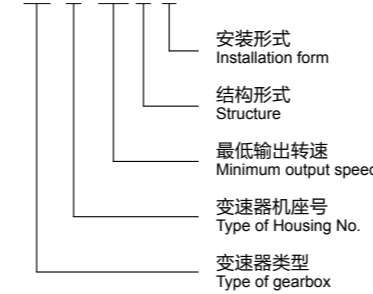 安装形式
Installation form
结构形式
Structure
最低输出转速
Minimum output speed
变速器机座号
Type of Housing No.
变速器类型
Type of gearbox